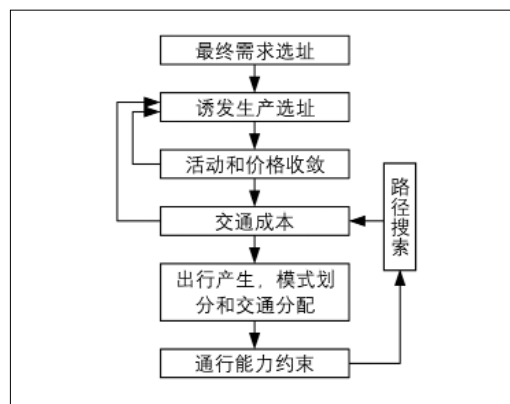 最终需求选址
诱发生产选址
活动和价格收敛
交通成本
出行产生，模式划
分和交通分配
通行能力约束
路径搜索